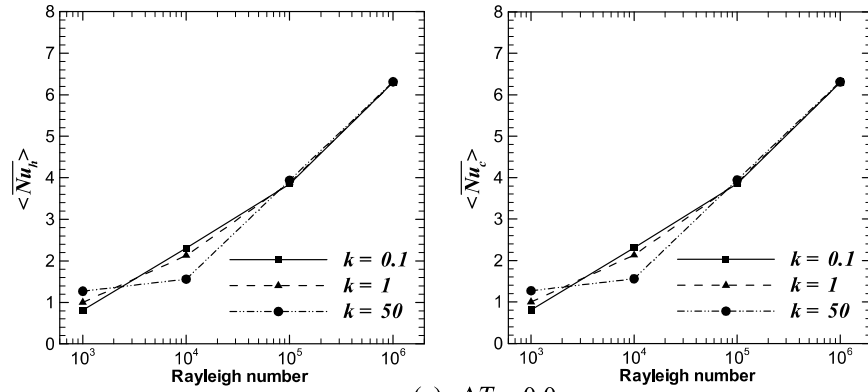 8
7
6
5
4
3
2
1
0
<Nu_h>
k = 0.1
k = 1
k = 50
10^3 10^4 10^5 10^6
Rayleigh number
8
7
6
5
4
3
2
1
0
<Nu_c>
k = 0.1
k = 1
k = 50
10^3 10^4 10^5 10^6
Rayleigh number